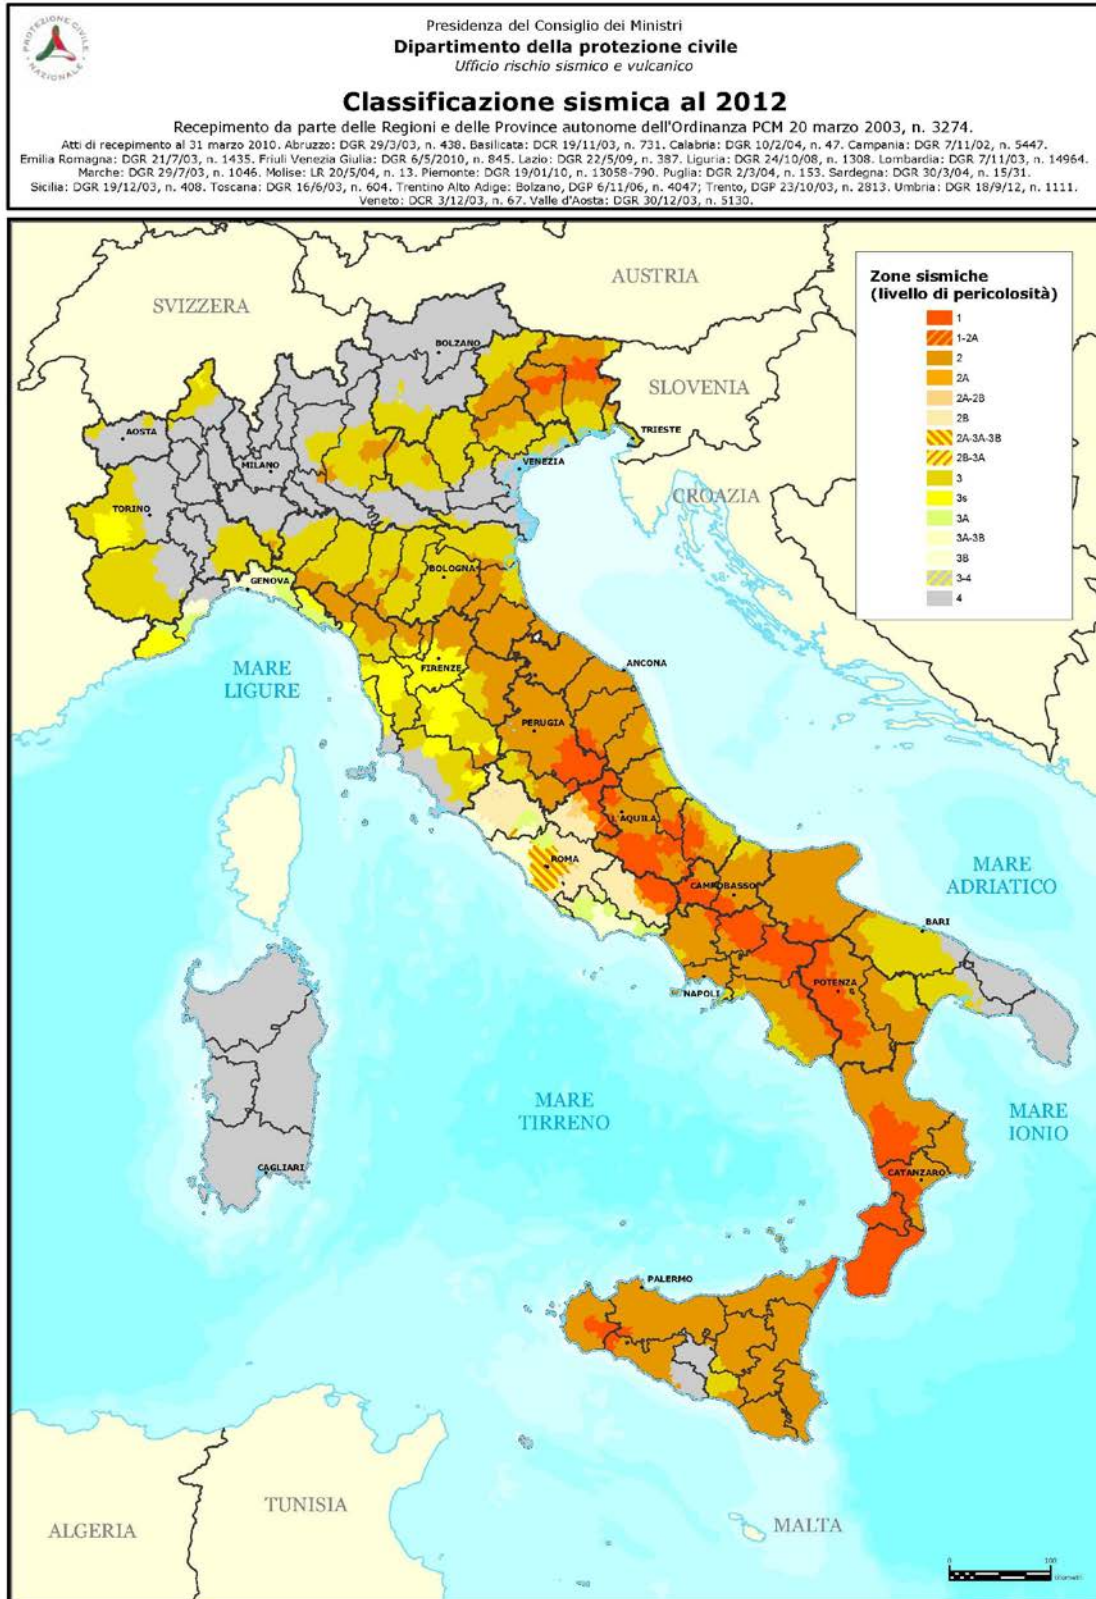 PROTEZIONE CIVILE
NAZIONALE
Presidenza del Consiglio dei Ministri
Dipartimento della protezione civile
Ufficio rischio sismico e vulcanico
Classificazione sismica al 2012
Recepimento da parte delle Regioni e delle Province autonome dell'Ordinanza PCM 20 marzo 2003, n. 3274.
Atti di recepimento al 31 marzo 2010. Abruzzo: DGR 29/3/03, n. 438. Basilicata: DCR 19/11/03, n. 731. Calabria: DGR 10/2/04, n. 47. Campania: DGR 7/11/02, n. 5447.
Emilia Romagna: DGR 21/7/03, n. 1435. Friuli Venezia Giulia: DGR 6/5/2010, n. 845. Lazio: DGR 22/5/09, n. 387. Liguria: DGR 24/10/08, n. 1308. Lombardia: DGR 7/11/03, n. 14964.
Marche: DGR 29/7/03, n. 1046. Molise: LR 20/5/04, n. 13. Piemonte: DGR 19/01/10, n. 13058-790. Puglia: DGR 2/3/04, n. 153. Sardegna: DGR 30/3/04, n. 15/31.
Sicilia: DGR 19/12/03, n. 408. Toscana: DGR 16/6/03, n. 604. Trentino Alto Adige: Bolzano, DGP 6/11/06, n. 4047; Trento, DGP 23/10/03, n. 2813. Umbria: DGR 18/9/12, n. 1111.
Veneto: DCR 3/12/03, n. 67. Valle d'Aosta: DGR 30/12/03, n. 5130.
Zone sismiche
(livello di pericolosità)
1
1-2A
2
2A
2A-2B
2B
2A-3A-3B
2B-3A
3
3s
3A
3A-3B
3B
3-4
4
AUSTRIA
SVIZZERA
BOLZANO
SLOVENIA
AOSTA
TRIESTE
MILANO
VENEZIA
CROAZIA
TORINO
BOLOGNA
GENOVA
FIRENZE
ANCONA
MARE
LIGURE
PERUGIA
L'AQUILA
ROMA
MARE
ADRIATICO
CAMPOBASSO
BARI
NAPOLI
POTENZA
MARE
TIRRENO
MARE
IONIO
CAGLIARI
CATANZARO
PALERMO
TUNISIA
ALGERIA
MALTA
0
100